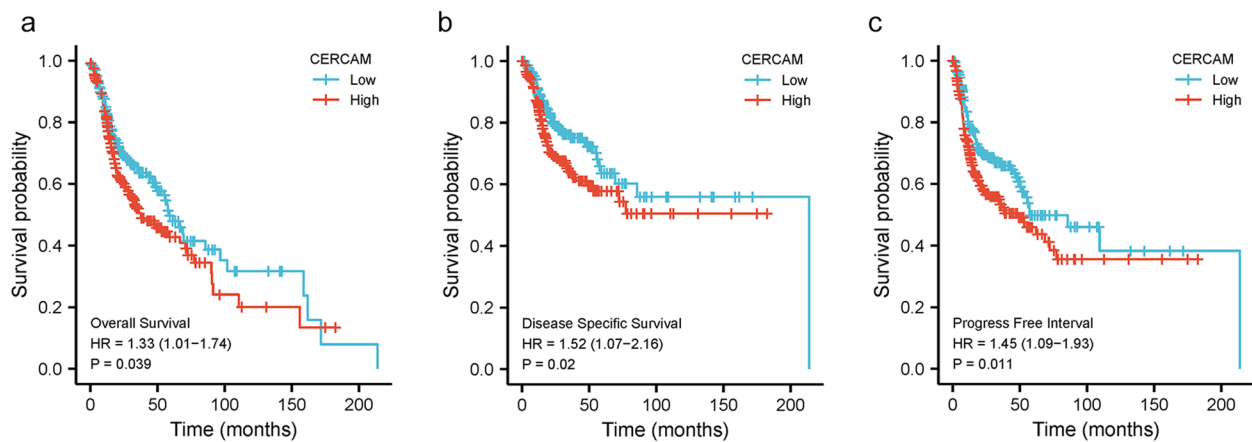 a
CERCAM
Low
High
Survival probability
1.0
0.8
0.6
0.4
0.2
0.0
Overall Survival
HR = 1.33 (1.01−1.74)
P = 0.039
0 50 100 150 200
Time (months)
b
CERCAM
Low
High
Survival probability
1.0
0.8
0.6
0.4
0.2
0.0
Disease Specific Survival
HR = 1.52 (1.07−2.16)
P = 0.02
0 50 100 150 200
Time (months)
c
CERCAM
Low
High
Survival probability
1.0
0.8
0.6
0.4
0.2
0.0
Progress Free Interval
HR = 1.45 (1.09−1.93)
P = 0.011
0 50 100 150 200
Time (months)